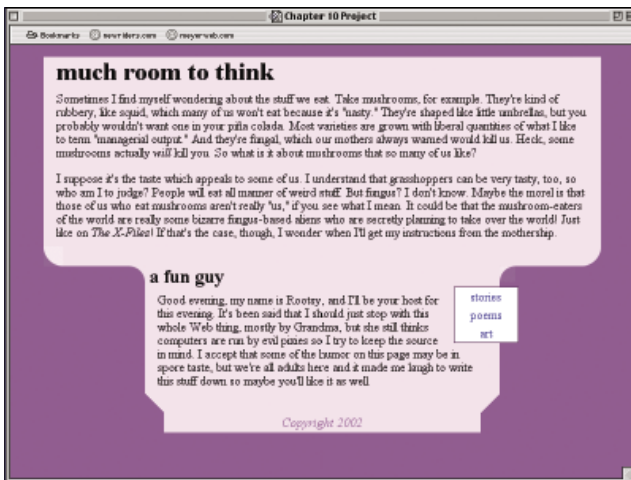 Chapter 10 Project
Bookmarks newriders.com meyerweb.com
much room to think
Sometimes I find myself wondering about the stuff we eat. Take mushrooms, for example. They're kind of
rubbery, like squid, which many of us won't eat because it's "nasty." They're shaped like little umbrellas, but you
probably wouldn't want one in your piña colada. Most varieties are grown with liberal quantities of what I like
to term "managerial output." And they're fungal, which our mothers always warned would kill us. Heck, some
mushrooms actually will kill you. So what is it about mushrooms that so many of us like?
I suppose it's the taste which appeals to some of us. I understand that grasshoppers can be very tasty, too, so
who am I to judge? People will eat all manner of weird stuff. But fungus? I don't know. Maybe the morel is that
those of us who eat mushrooms aren't really "us," if you see what I mean. It could be that the mushroom-eaters
of the world are really some bizarre fungus-based aliens who are secretly planning to take over the world! Just
like on The X-Files! If that's the case, though, I wonder when I'll get my instructions from the mothership.
a fun guy
Good evening, my name is Rootsy, and I'll be your host for
this evening. It's been said that I should just stop with this
whole Web thing, mostly by Grandma, but she still thinks
computers are run by evil pixies so I try to keep the source
in mind. I accept that some of the humor on this page may be in
spore taste, but we're all adults here and it made me laugh to write
this stuff down so maybe you'll like it as well.
stories
poems
art
Copyright 2002